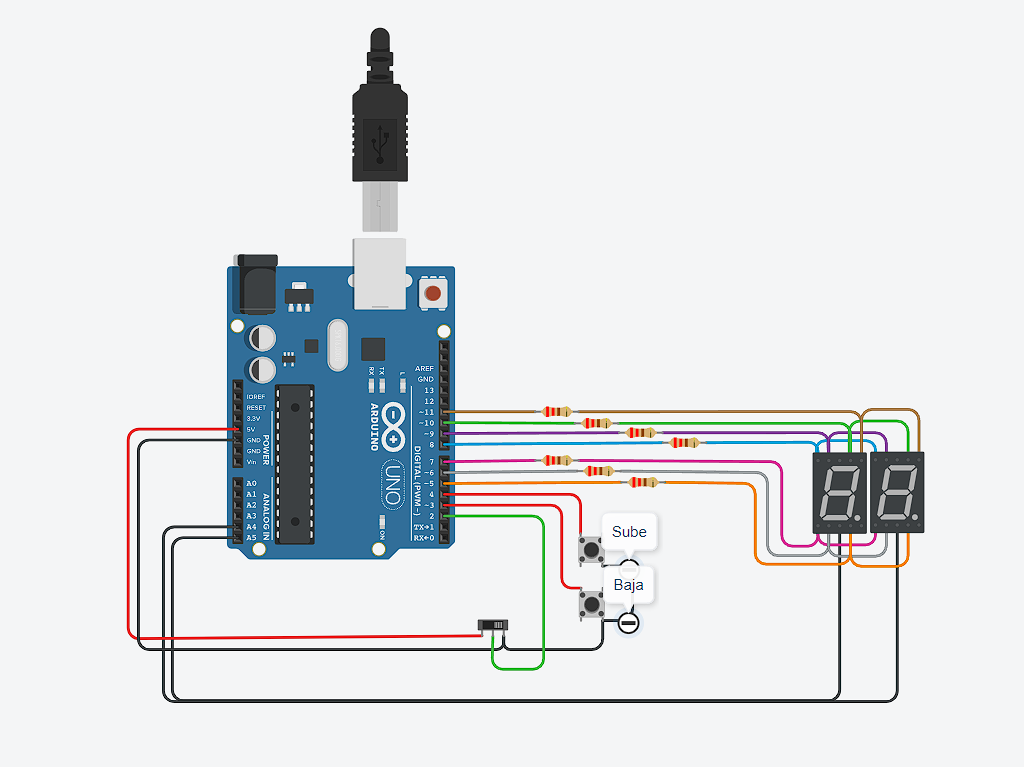 AREF
GND
13
12
~11
~10
~9
8
7
~6
~5
4
~3
2
TX→1
RX←0
DIGITAL (PWM ~)
RX
TX
L
ARDUINO
UNO
ON
IOREF
RESET
3.3V
5V
GND
GND
Vin
POWER
A0
A1
A2
A3
A4
A5
ANALOG IN
Sube
Baja